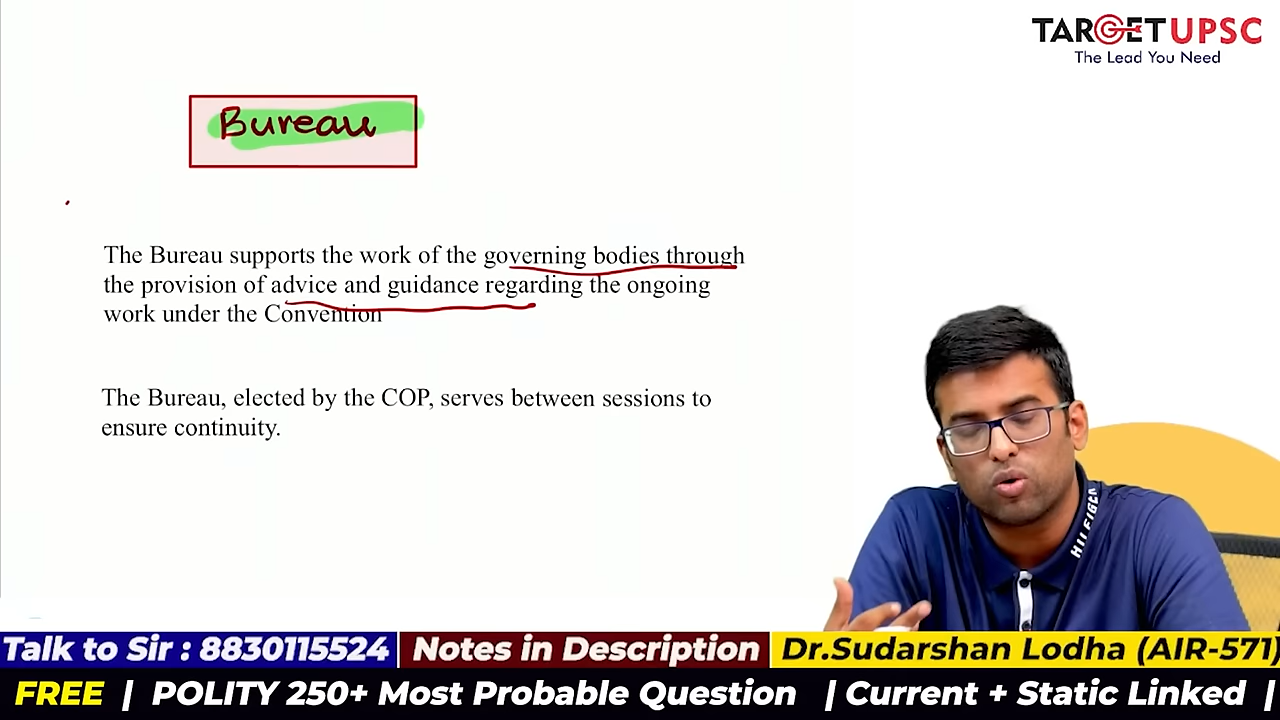 TARGET UPSC
The Lead You Need
Bureau
The Bureau supports the work of the governing bodies through
the provision of advice and guidance regarding the ongoing
work under the Convention
The Bureau, elected by the COP, serves between sessions to
ensure continuity.
HILFIGER
Talk to Sir : 8830115524 Notes in Description Dr.Sudarshan Lodha (AIR-571)
FREE | POLITY 250+ Most Probable Question | Current + Static Linked |